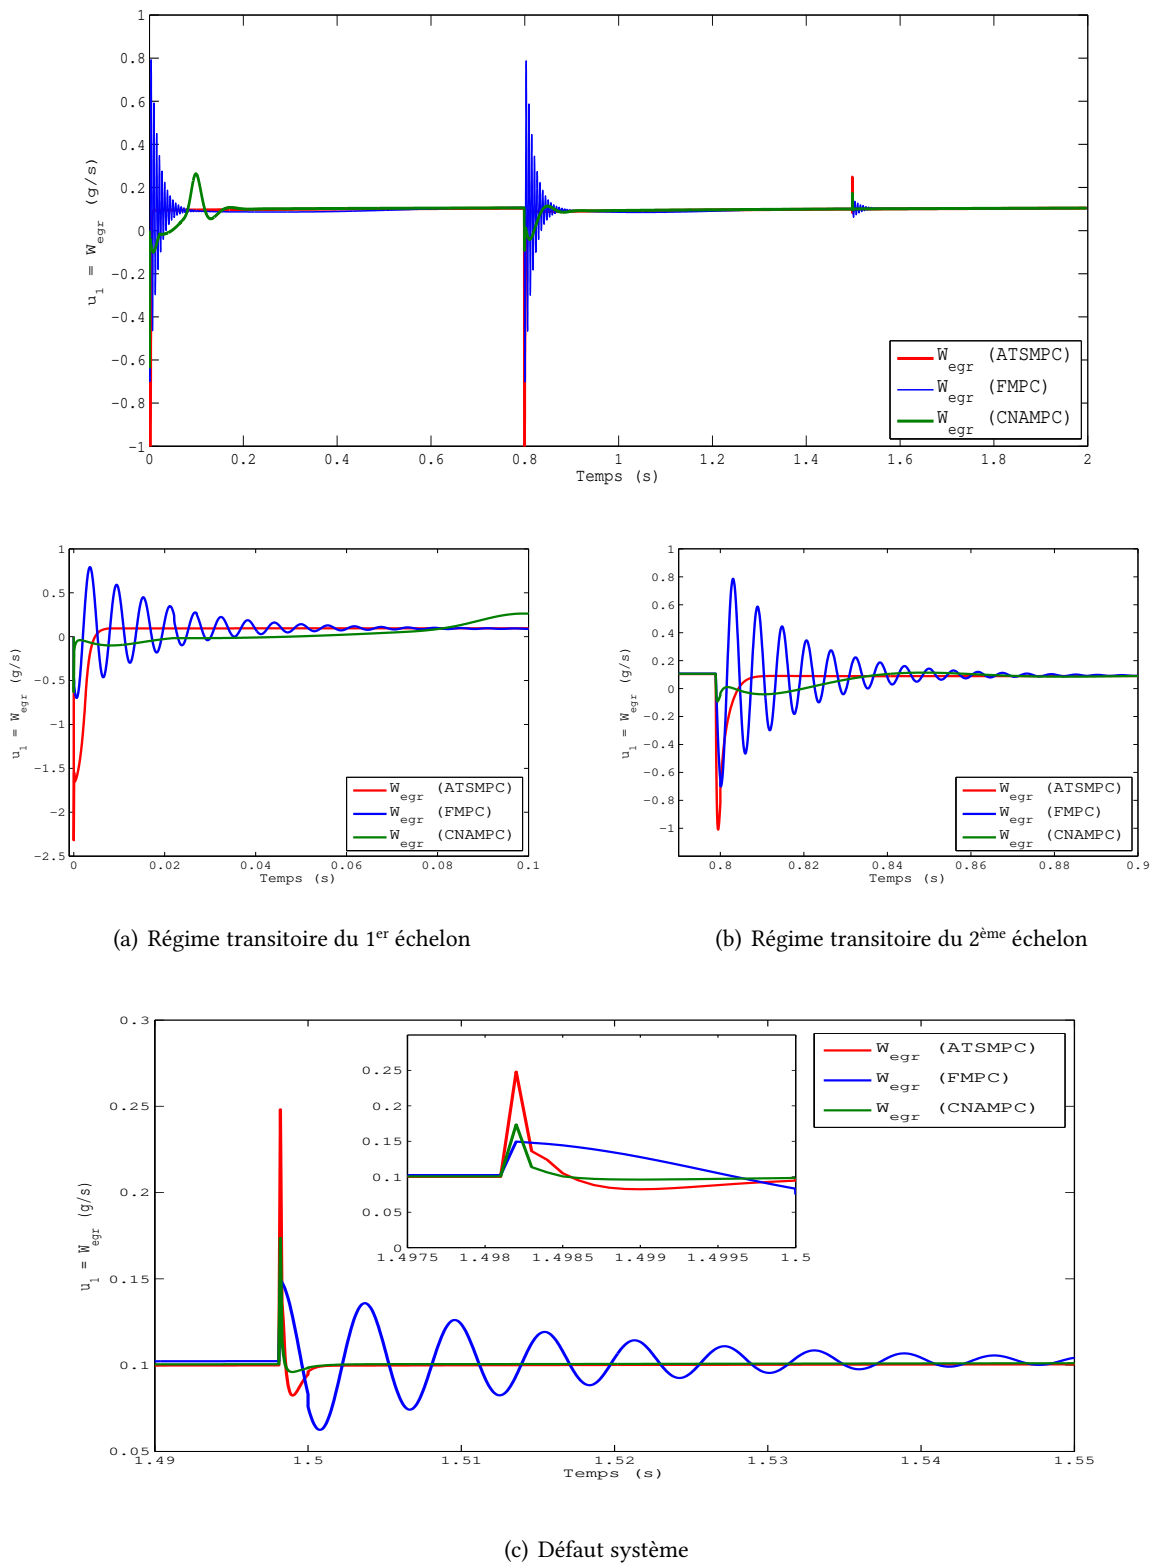 1
0.8
0.6
0.4
0.2
0
−0.2
−0.4
−0.6
−0.8
−1
u1 = Wegr (g/s)
0 0.2 0.4 0.6 0.8 1 1.2 1.4 1.6 1.8 2
Temps (s)
Wegr (ATSMPC)
Wegr (FMPC)
Wegr (CNAMPC)
1
0.5
0
−0.5
−1
−1.5
−2
−2.5
u1 = Wegr (g/s)
0 0.02 0.04 0.06 0.08 0.1
Temps (s)
Wegr (ATSMPC)
Wegr (FMPC)
Wegr (CNAMPC)
(a) Régime transitoire du 1er échelon
1
0.8
0.6
0.4
0.2
0
−0.2
−0.4
−0.6
−0.8
−1
u1 = Wegr (g/s)
0.8 0.82 0.84 0.86 0.88 0.9
Temps (s)
Wegr (ATSMPC)
Wegr (FMPC)
Wegr (CNAMPC)
(b) Régime transitoire du 2ème échelon
0.3
0.25
0.2
0.15
0.1
0.05
u1 = Wegr (g/s)
1.49 1.5 1.51 1.52 1.53 1.54 1.55
Temps (s)
0.25
0.2
0.15
0.1
0.05
0
1.4975 1.498 1.4985 1.499 1.4995 1.5
Wegr (ATSMPC)
Wegr (FMPC)
Wegr (CNAMPC)
(c) Défaut système